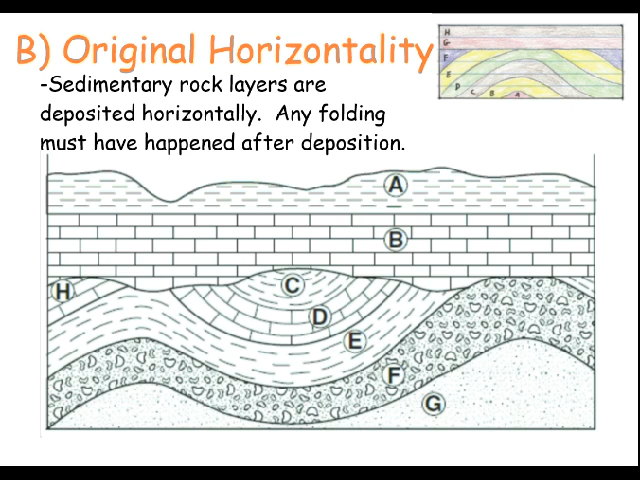 B) Original Horizontality
-Sedimentary rock layers are
deposited horizontally. Any folding
must have happened after deposition.
H
G
F
E
D
C
B
A
A
B
C
H
D
E
F
G